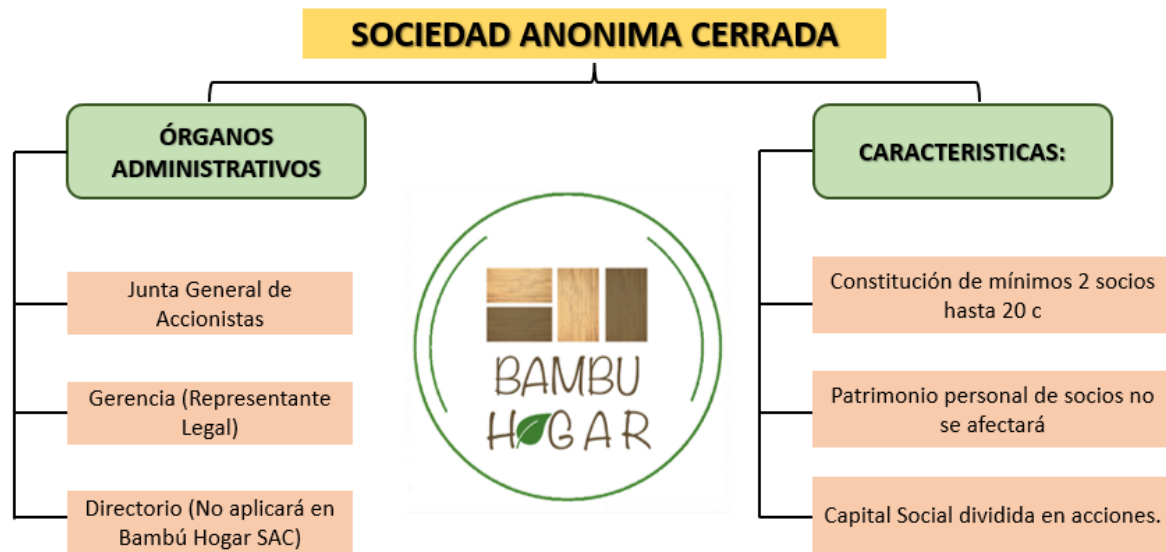 SOCIEDAD ANONIMA CERRADA
ÓRGANOS
ADMINISTRATIVOS
Junta General de
Accionistas
Gerencia (Representante
Legal)
Directorio (No aplicará en
Bambú Hogar SAC)
BAMBU
HOGAR
CARACTERISTICAS:
Constitución de mínimos 2 socios
hasta 20 c
Patrimonio personal de socios no
se afectará
Capital Social dividida en acciones.